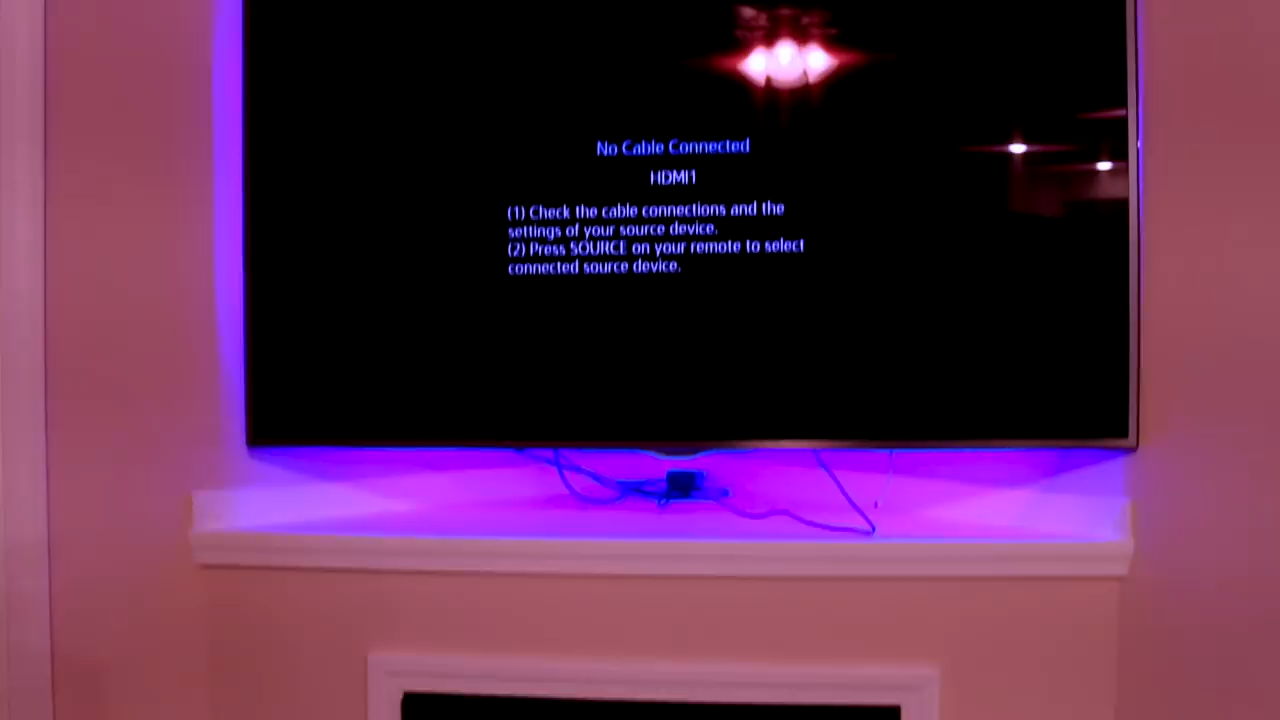 No Cable Connected
HDMI1
(1) Check the cable connections and the
settings of your source device.
(2) Press SOURCE on your remote to select
connected source device.